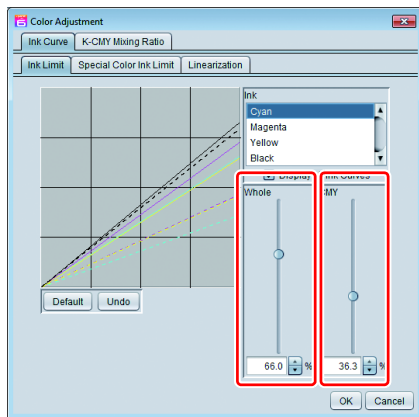 Color Adjustment
Ink Curve K-CMY Mixing Ratio
Ink Limit Special Color Ink Limit Linearization
Ink
Cyan
Magenta
Yellow
Black
Display Ink Curves
Whole CMY
66.0 % 36.3 %
Default Undo
OK Cancel